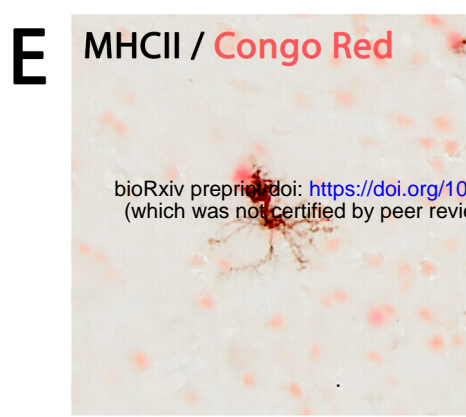 E
MHCII / Congo Red
bioRxiv preprint doi: https://doi.org/10
(which was not certified by peer revie